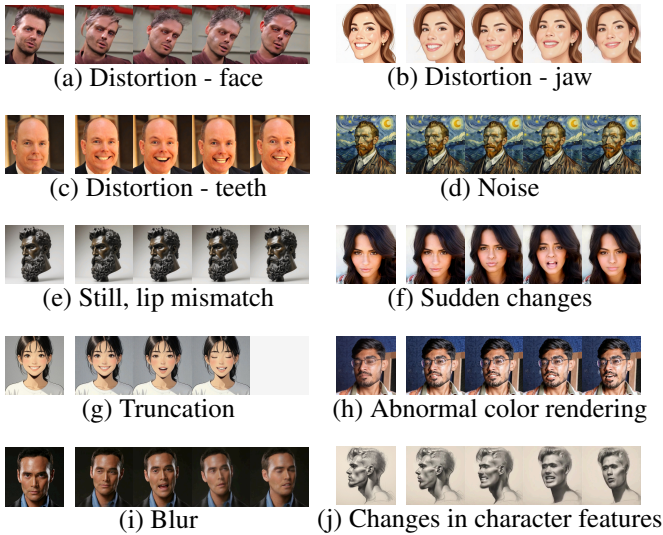 (a) Distortion - face
(b) Distortion - jaw
(c) Distortion - teeth
(d) Noise
(e) Still, lip mismatch
(f) Sudden changes
(g) Truncation
(h) Abnormal color rendering
(i) Blur
(j) Changes in character features